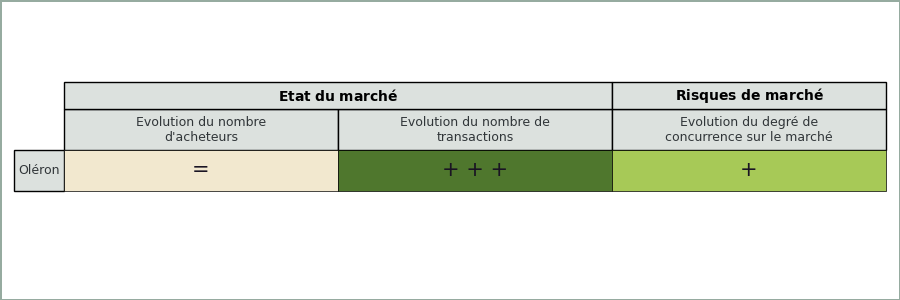 Etat du marché
Risques de marché
Evolution du nombre
d'acheteurs
Evolution du nombre de
transactions
Evolution du degré de
concurrence sur le marché
Oléron
=
+ + +
+